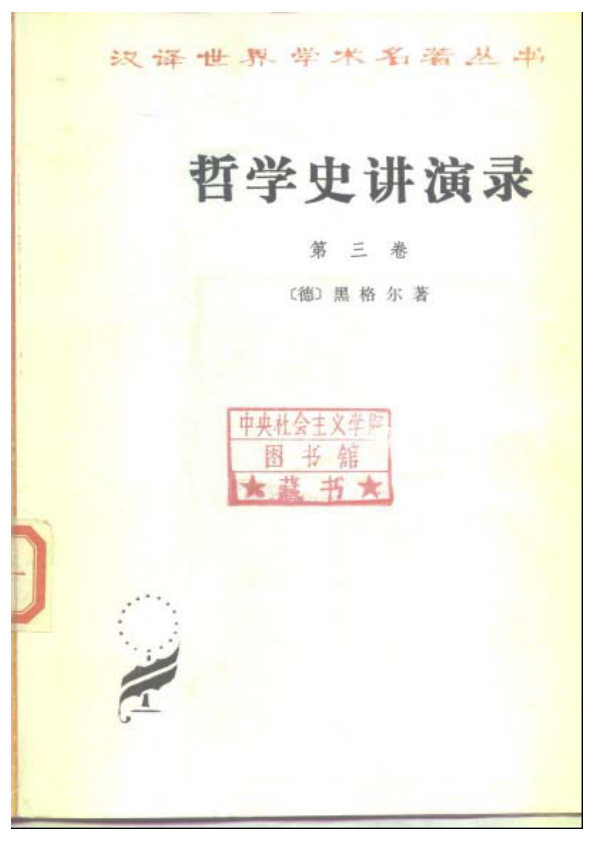 汉译世界学术名著丛书
哲学史讲演录
第三卷
〔德〕黑格尔著
中央社会主义学院
图书馆
★藏书★